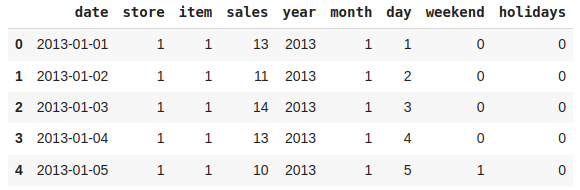 date store item sales year month day weekend holidays
0 2013-01-01 1 1 13 2013 1 1 0 0
1 2013-01-02 1 1 11 2013 1 2 0 0
2 2013-01-03 1 1 14 2013 1 3 0 0
3 2013-01-04 1 1 13 2013 1 4 0 0
4 2013-01-05 1 1 10 2013 1 5 1 0